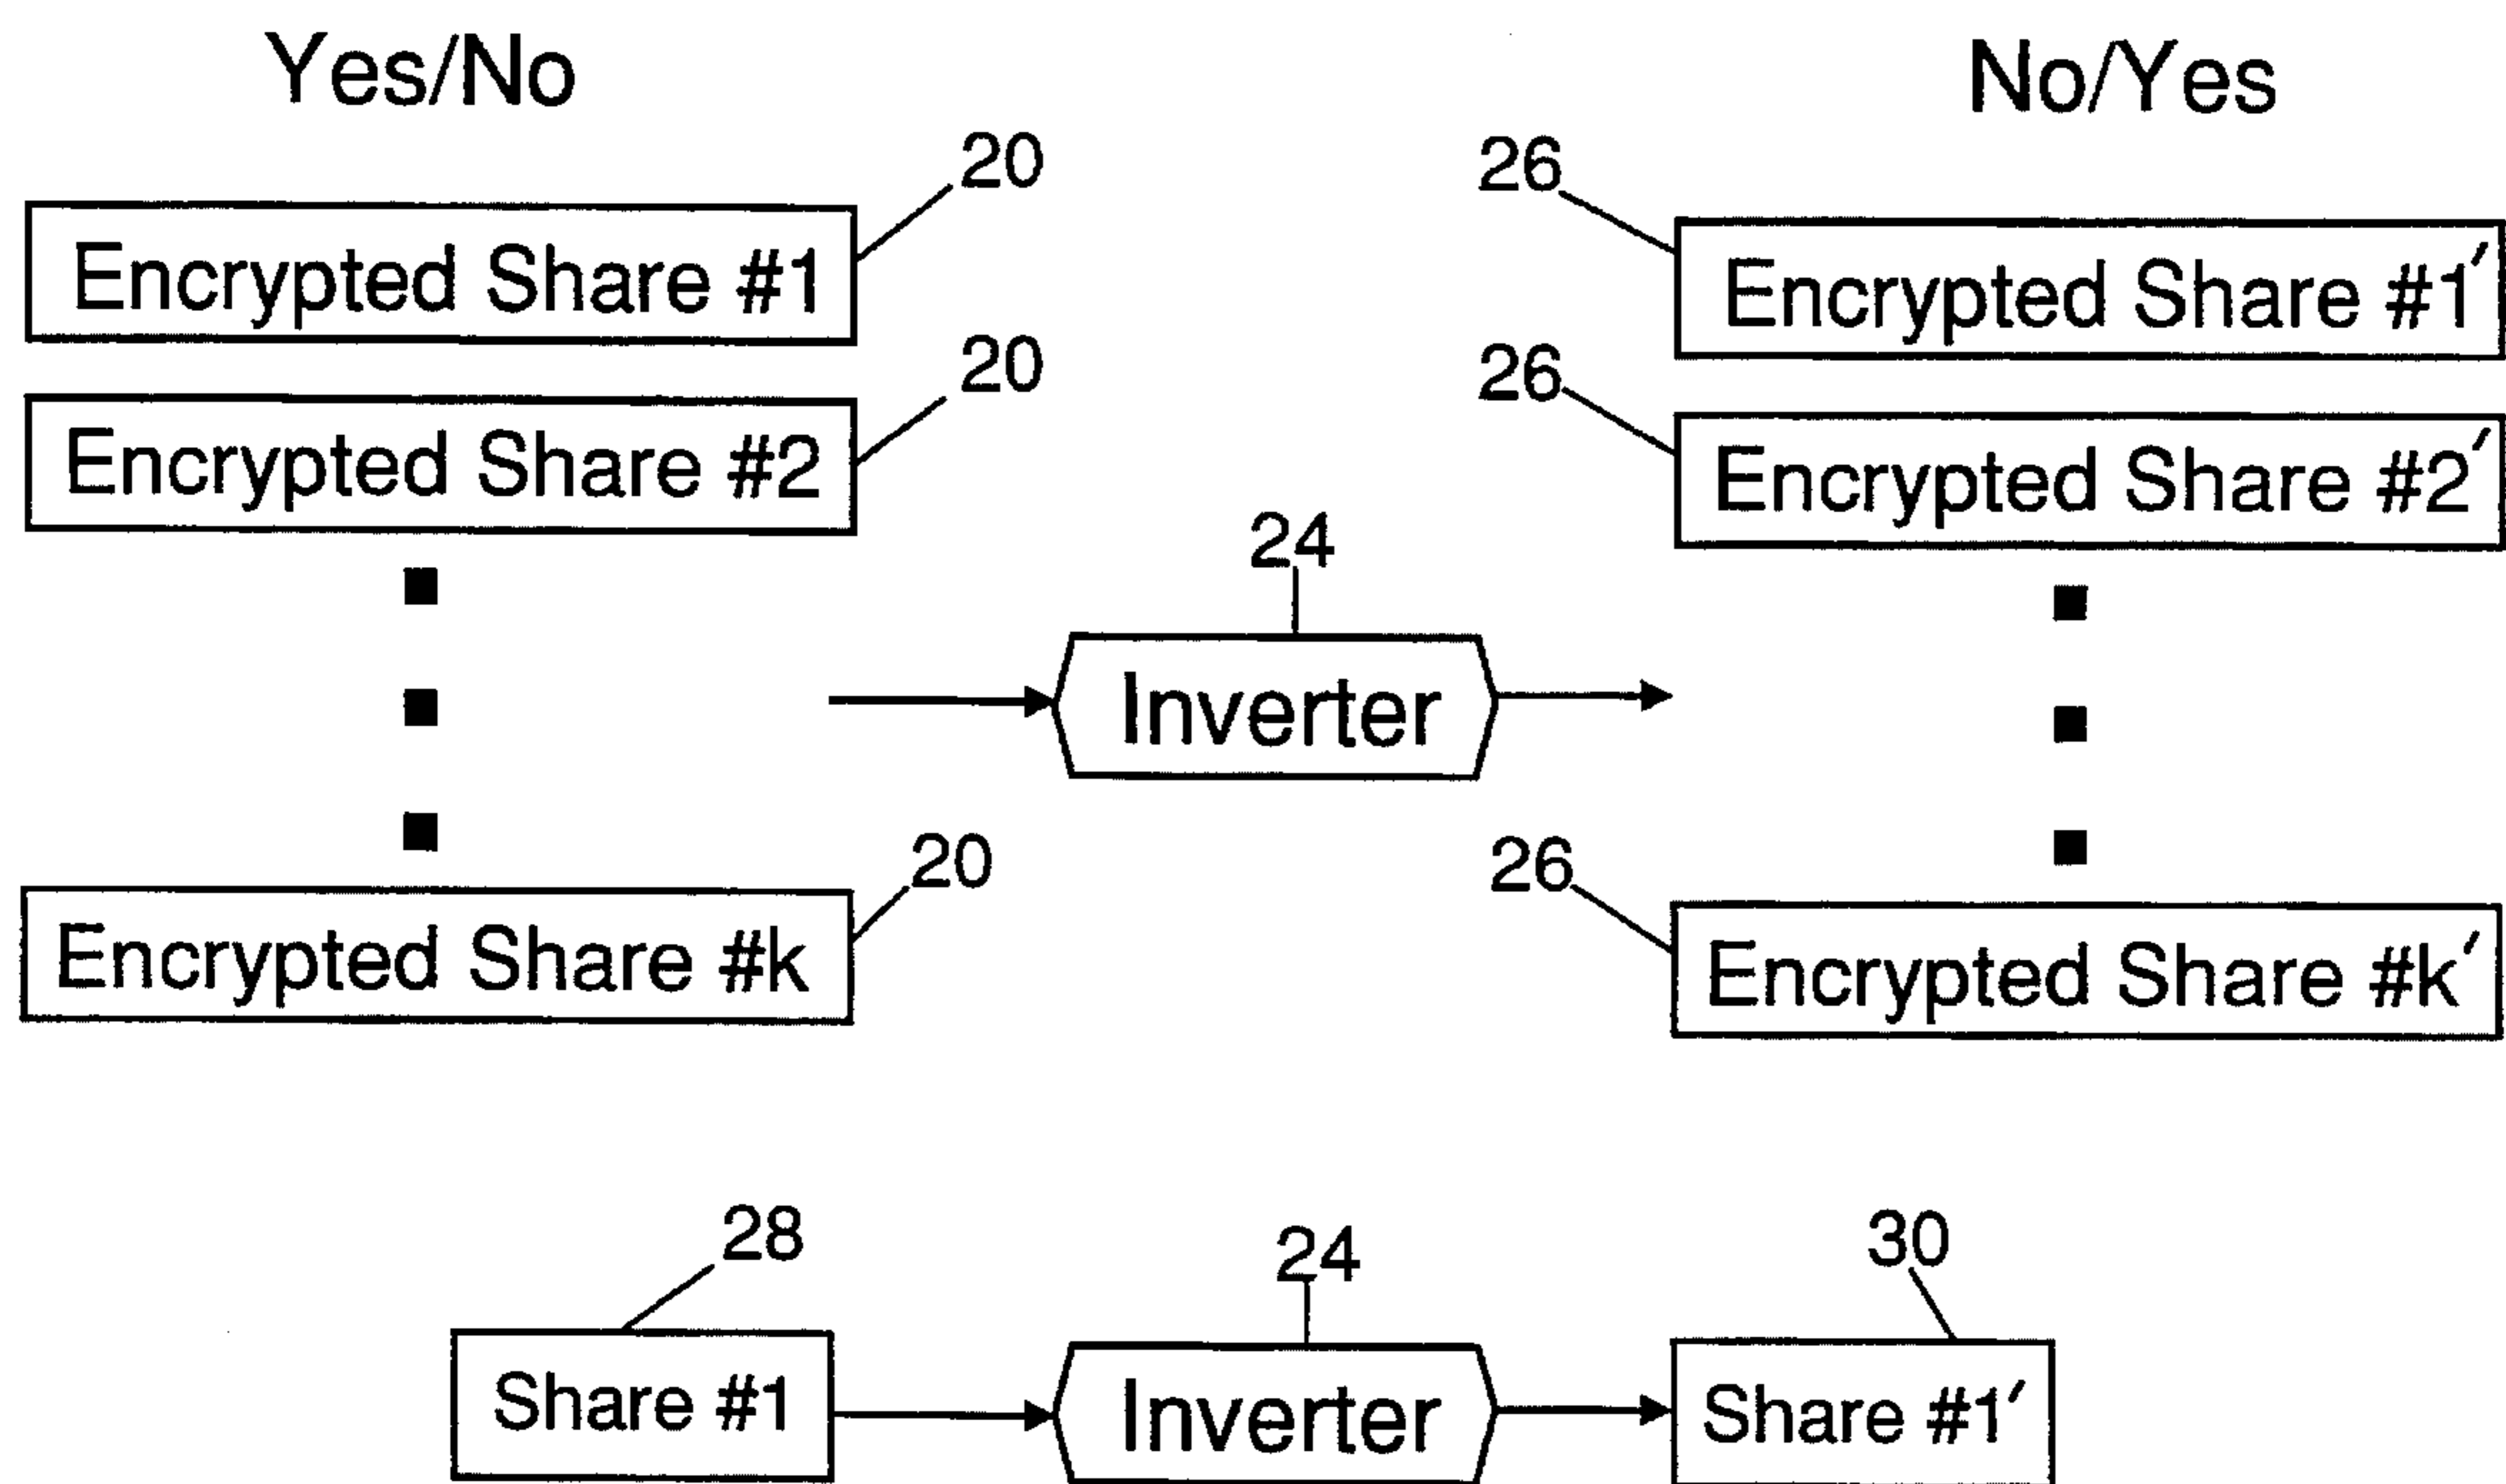 Yes/No
No/Yes
20
26
Encrypted Share #1
Encrypted Share #1′
20
26
Encrypted Share #2
Encrypted Share #2′
24
Inverter
20
26
Encrypted Share #k
Encrypted Share #k′
28
24
30
Share #1
Inverter
Share #1′